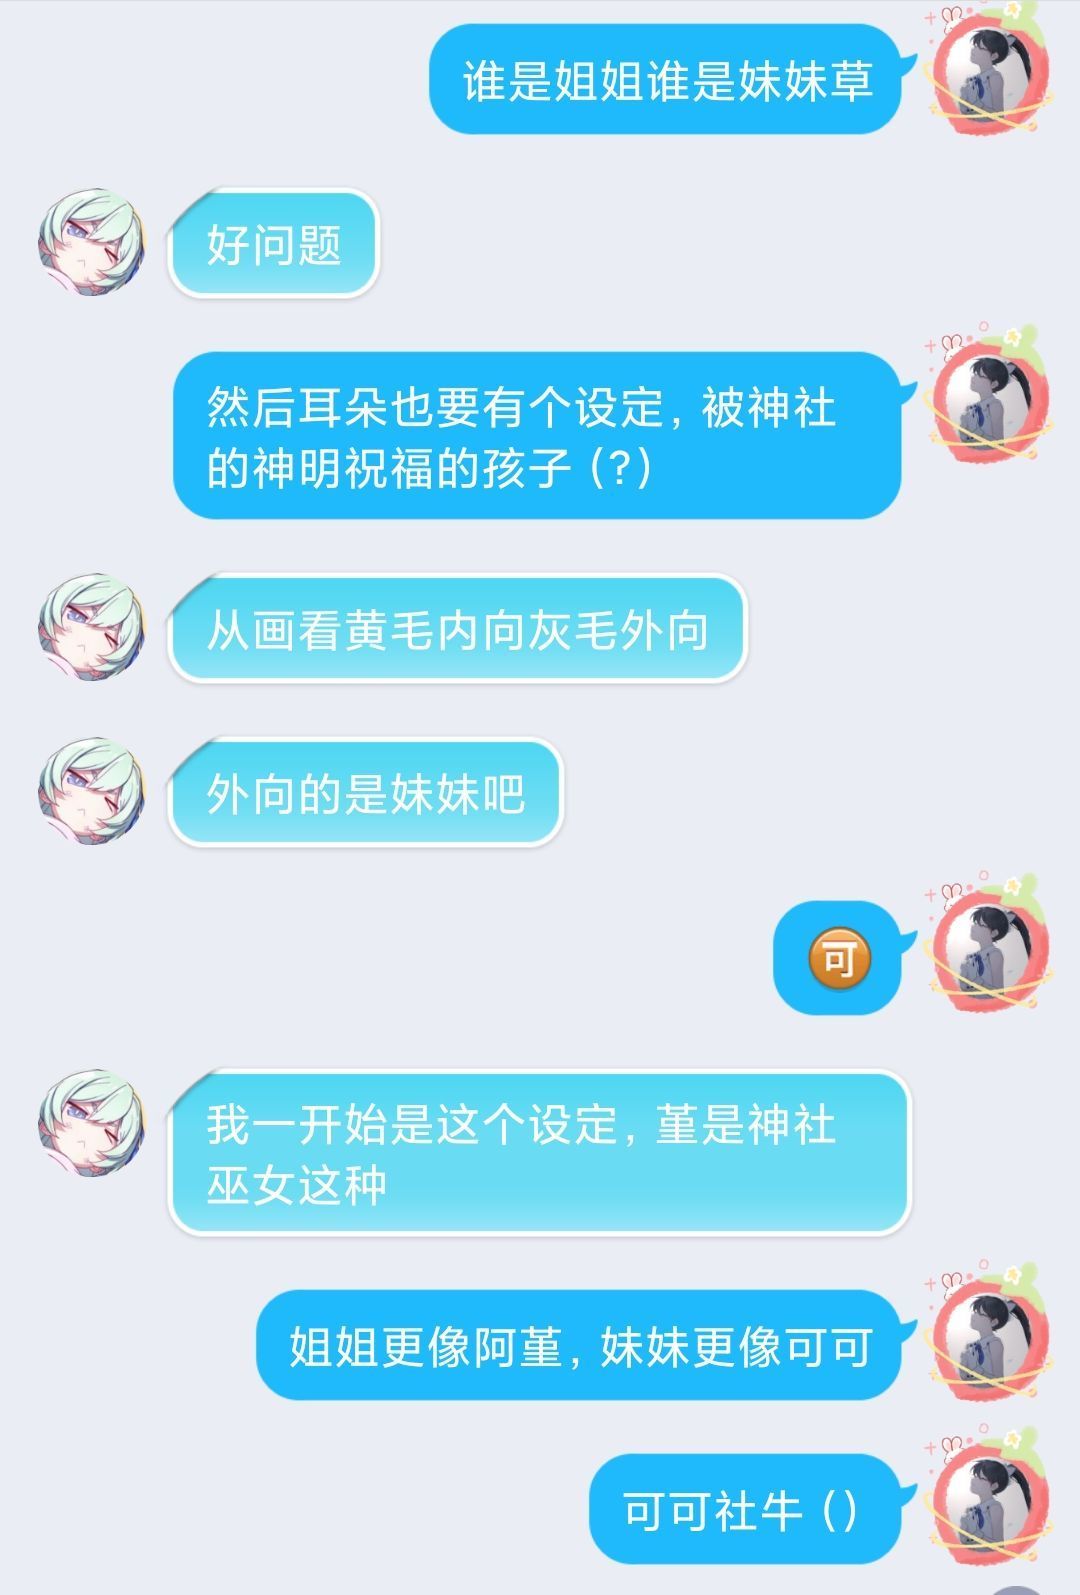 谁是姐姐谁是妹妹草
好问题
然后耳朵也要有个设定，被神社
的神明祝福的孩子（?）
从画看黄毛内向灰毛外向
外向的是妹妹吧
🉑
我一开始是这个设定，堇是神社
巫女这种
姐姐更像阿堇，妹妹更像可可
可可社牛（）